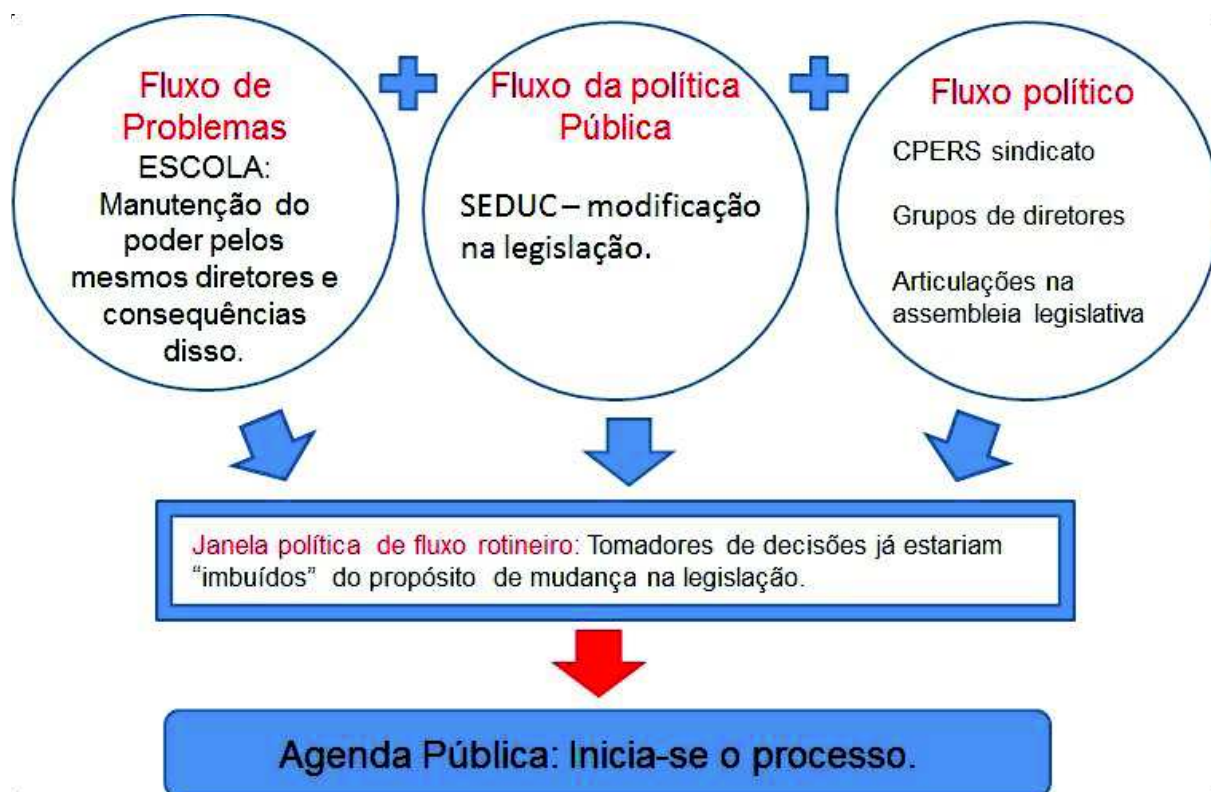 Fluxo de
Problemas
ESCOLA:
Manutenção do
poder pelos
mesmos diretores e
consequências
disso.
Fluxo da política
Pública
SEDUC – modificação
na legislação.
Fluxo político
CPERS sindicato
Grupos de diretores
Articulações na
assembleia legislativa
Janela política de fluxo rotineiro: Tomadores de decisões já estariam
“imbuídos” do propósito de mudança na legislação.
Agenda Pública: Inicia-se o processo.